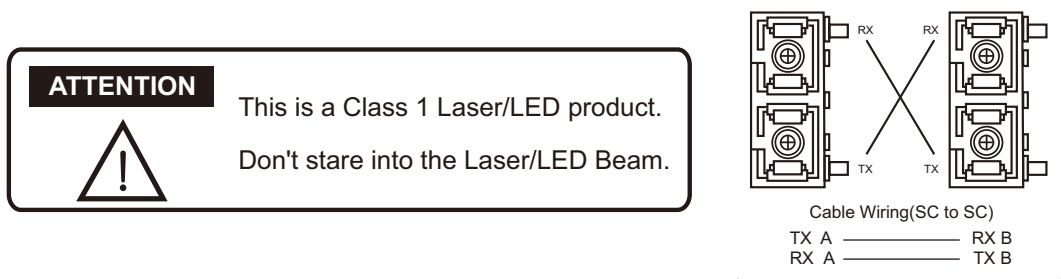 ATTENTION
This is a Class 1 Laser/LED product.
Don't stare into the Laser/LED Beam.
RX RX
TX TX
Cable Wiring(SC to SC)
TX A RX B
RX A TX B